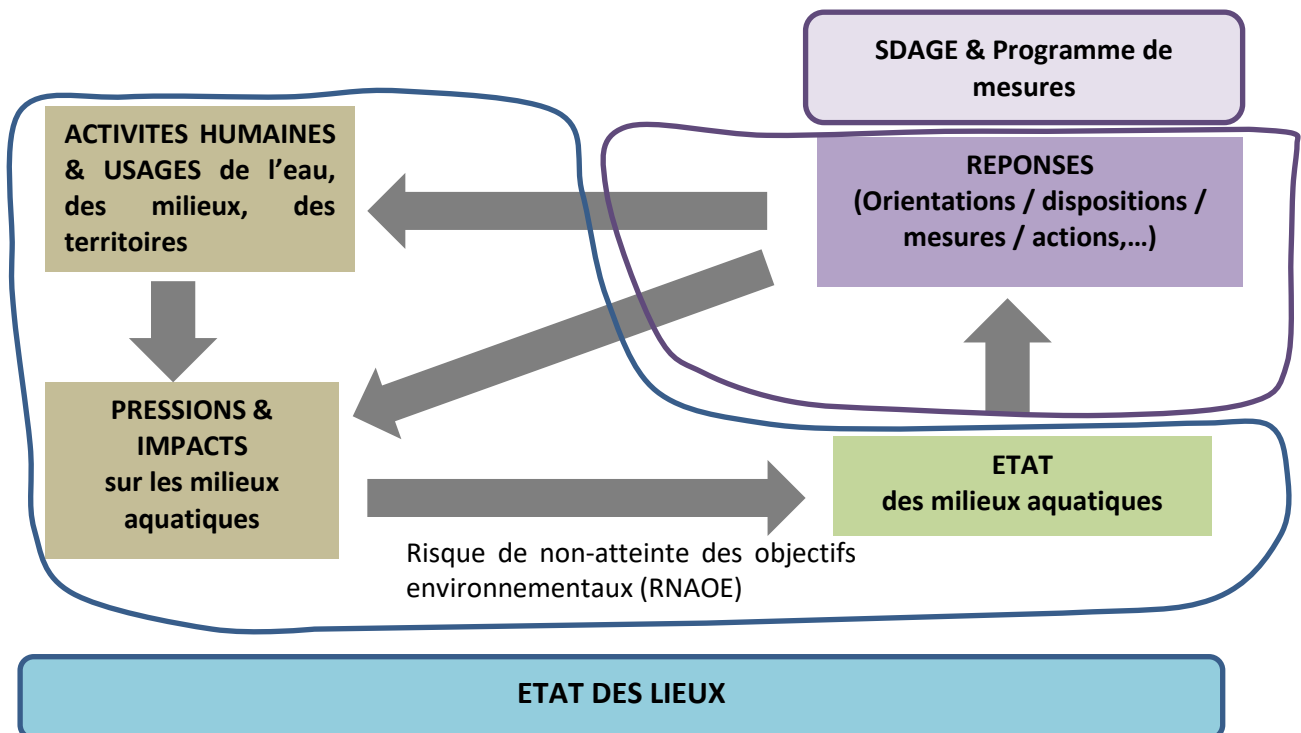 SDAGE & Programme de
mesures
ACTIVITES HUMAINES
& USAGES de l’eau,
des milieux, des
territoires
REPONSES
(Orientations / dispositions /
mesures / actions,…)
PRESSIONS &
IMPACTS
sur les milieux
aquatiques
ETAT
des milieux aquatiques
Risque de non-atteinte des objectifs
environnementaux (RNAOE)
ETAT DES LIEUX